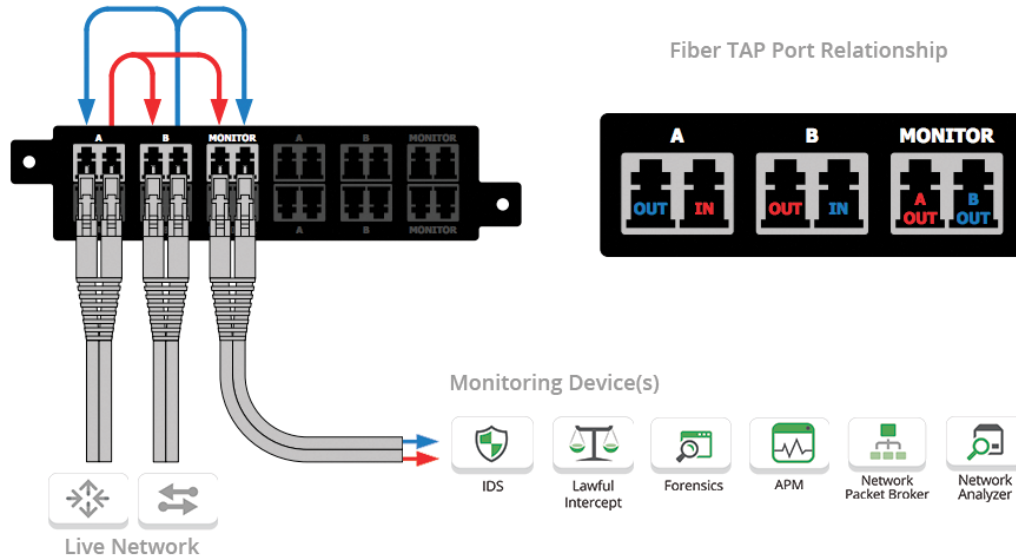 Fiber TAP Port Relationship
A B MONITOR A B MONITOR
A B MONITOR
A B MONITOR
OUT IN OUT IN A OUT B OUT
Monitoring Device(s)
IDS
Lawful
Intercept
Forensics
APM
Network
Packet Broker
Network
Analyzer
Live Network